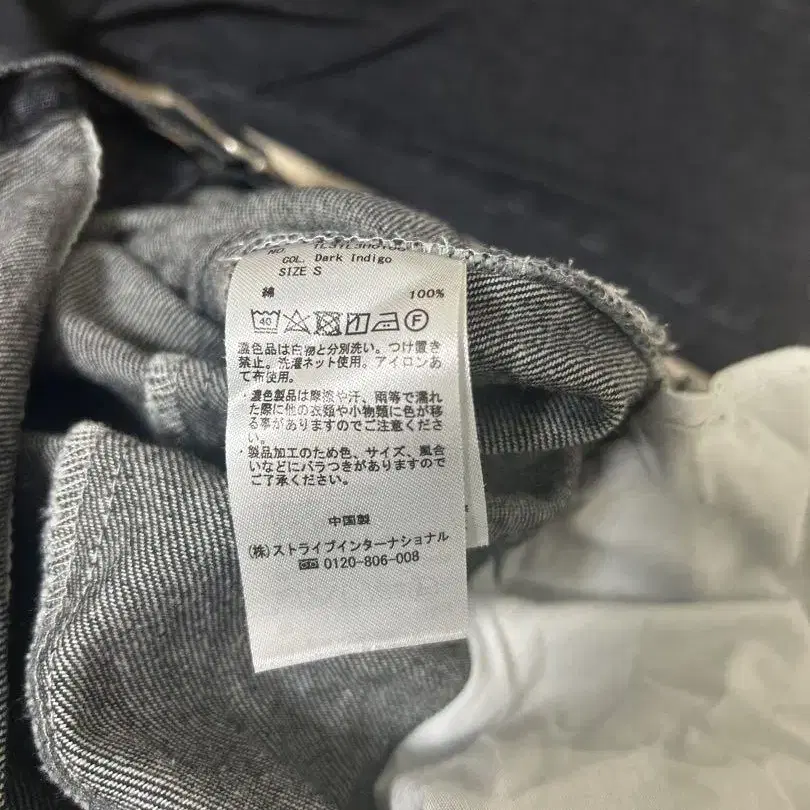 COL. Dark Indigo
SIZE S
綿 100%
40 F
濃色品は白物と分別洗い。つけ置き
禁止。洗濯ネット使用。アイロンあ
て布使用。
・濃色製品は摩擦や汗、雨等で濡れ
た際に他の衣類や小物類に色が移
る事がありますのでご注意くださ
い。
・製品加工のため色、サイズ、風合
いなどにバラつきがありますので
ご了承ください。
中国製
(株)ストライプインターナショナル
0120-806-008